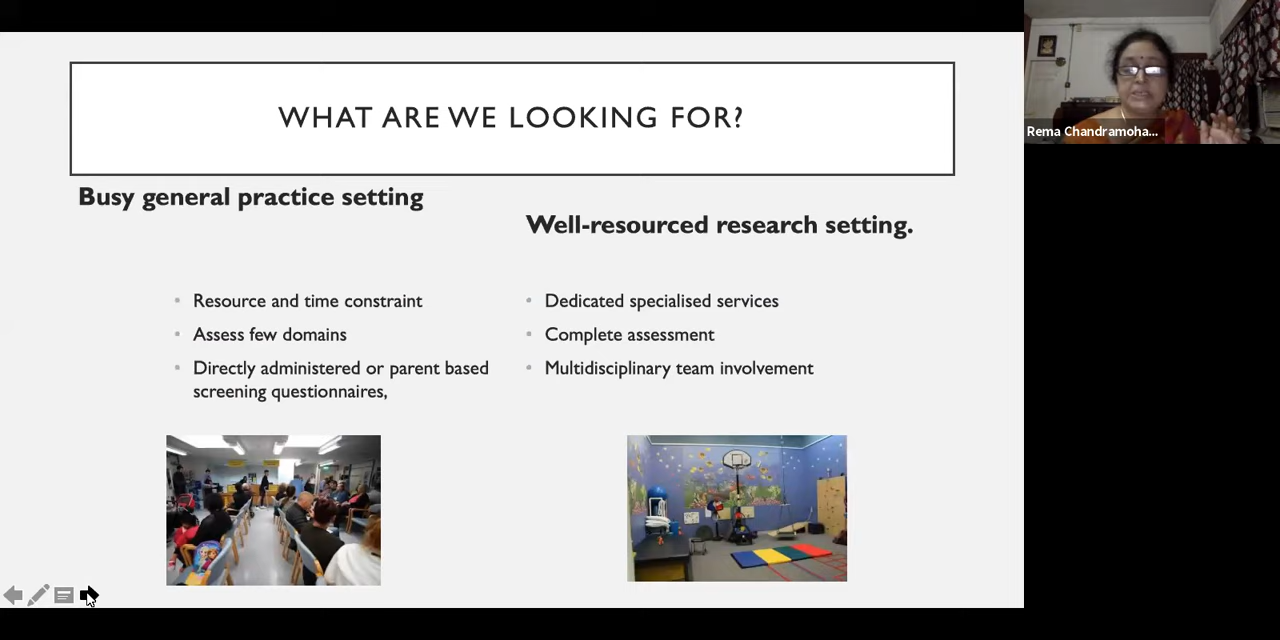 WHAT ARE WE LOOKING FOR?
Busy general practice setting
• Resource and time constraint
• Assess few domains
• Directly administered or parent based
screening questionnaires,
Well-resourced research setting.
• Dedicated specialised services
• Complete assessment
• Multidisciplinary team involvement
Rema Chandramoha...